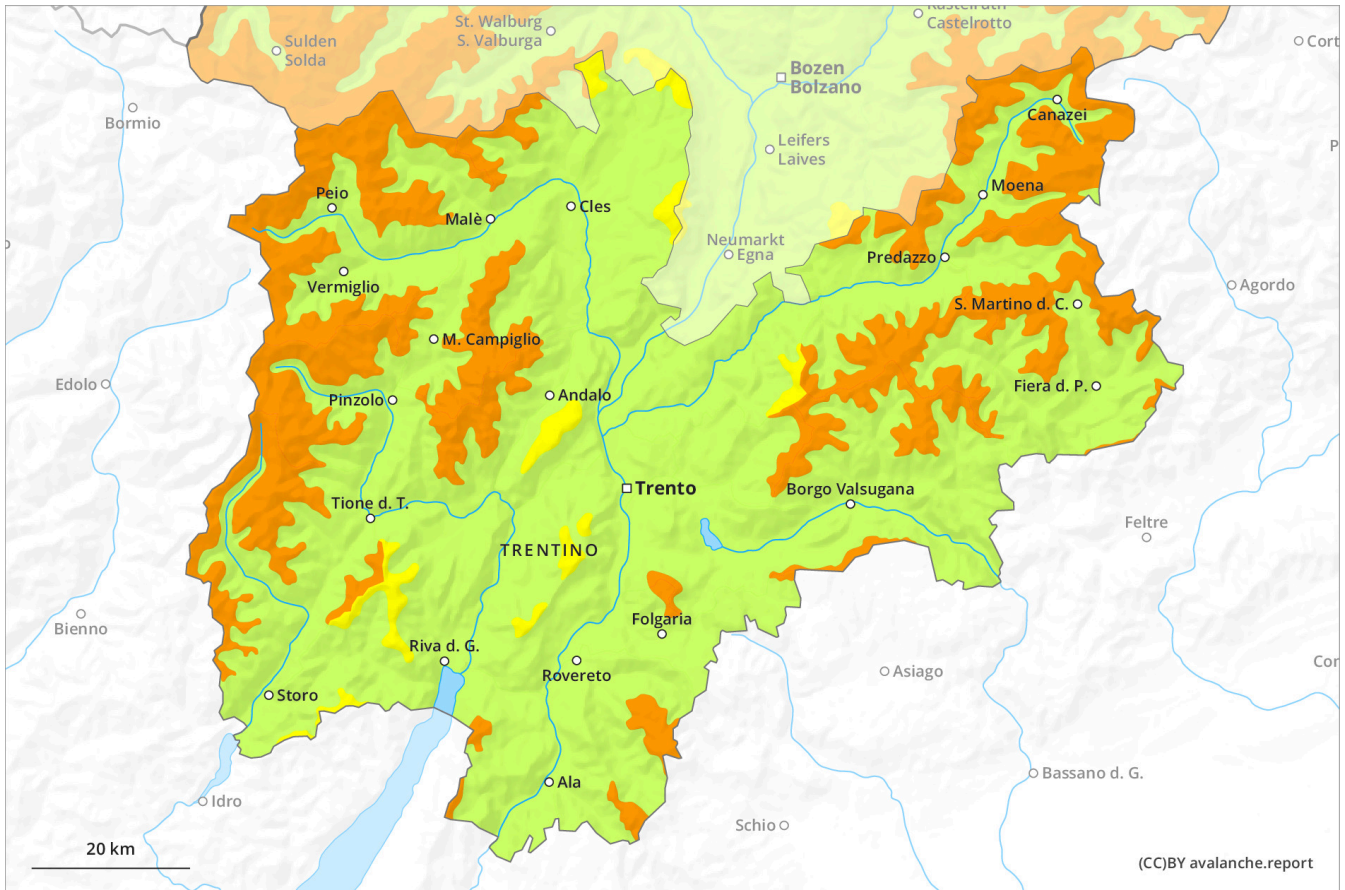 Kastelruth
Castelrotto
St. Walburg
S. Valburga
Sulden
Solda
Cort
Bozen
Bolzano
Bormio
Canazei
Leifers
Laives
P
Peio
Moena
Malè
Cles
Neumarkt
Egna
Predazzo
Vermiglio
Agordo
S. Martino d. C.
M. Campiglio
Edolo
Fiera d. P.
Andalo
Pinzolo
Trento
Borgo Valsugana
Tione d. T.
Feltre
TRENTINO
Bienno
Folgaria
Riva d. G.
Cor
Asiago
Rovereto
Storo
Bassano d. G.
Ala
Idro
Schio
20 km
(CC)BY avalanche.report